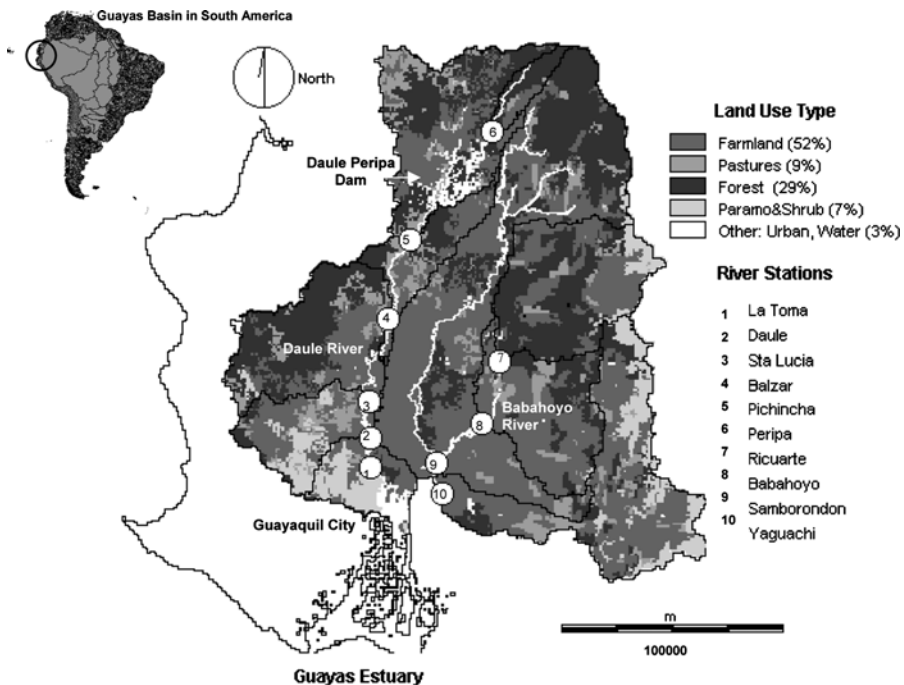 Guayas Basin in South America
North
Daule Peripa
Dam
Daule River
Babahoyo
River
Guayaquil City
Guayas Estuary
6
5
4
7
3
8
2
9
1
10
Land Use Type
Farmland (52%)
Pastures (9%)
Forest (29%)
Paramo&Shrub (7%)
Other: Urban, Water (3%)
River Stations
1 La Toma
2 Daule
3 Sta Lucia
4 Balzar
5 Pichincha
6 Peripa
7 Ricuarte
8 Babahoyo
9 Samborondon
10 Yaguachi
m
100000